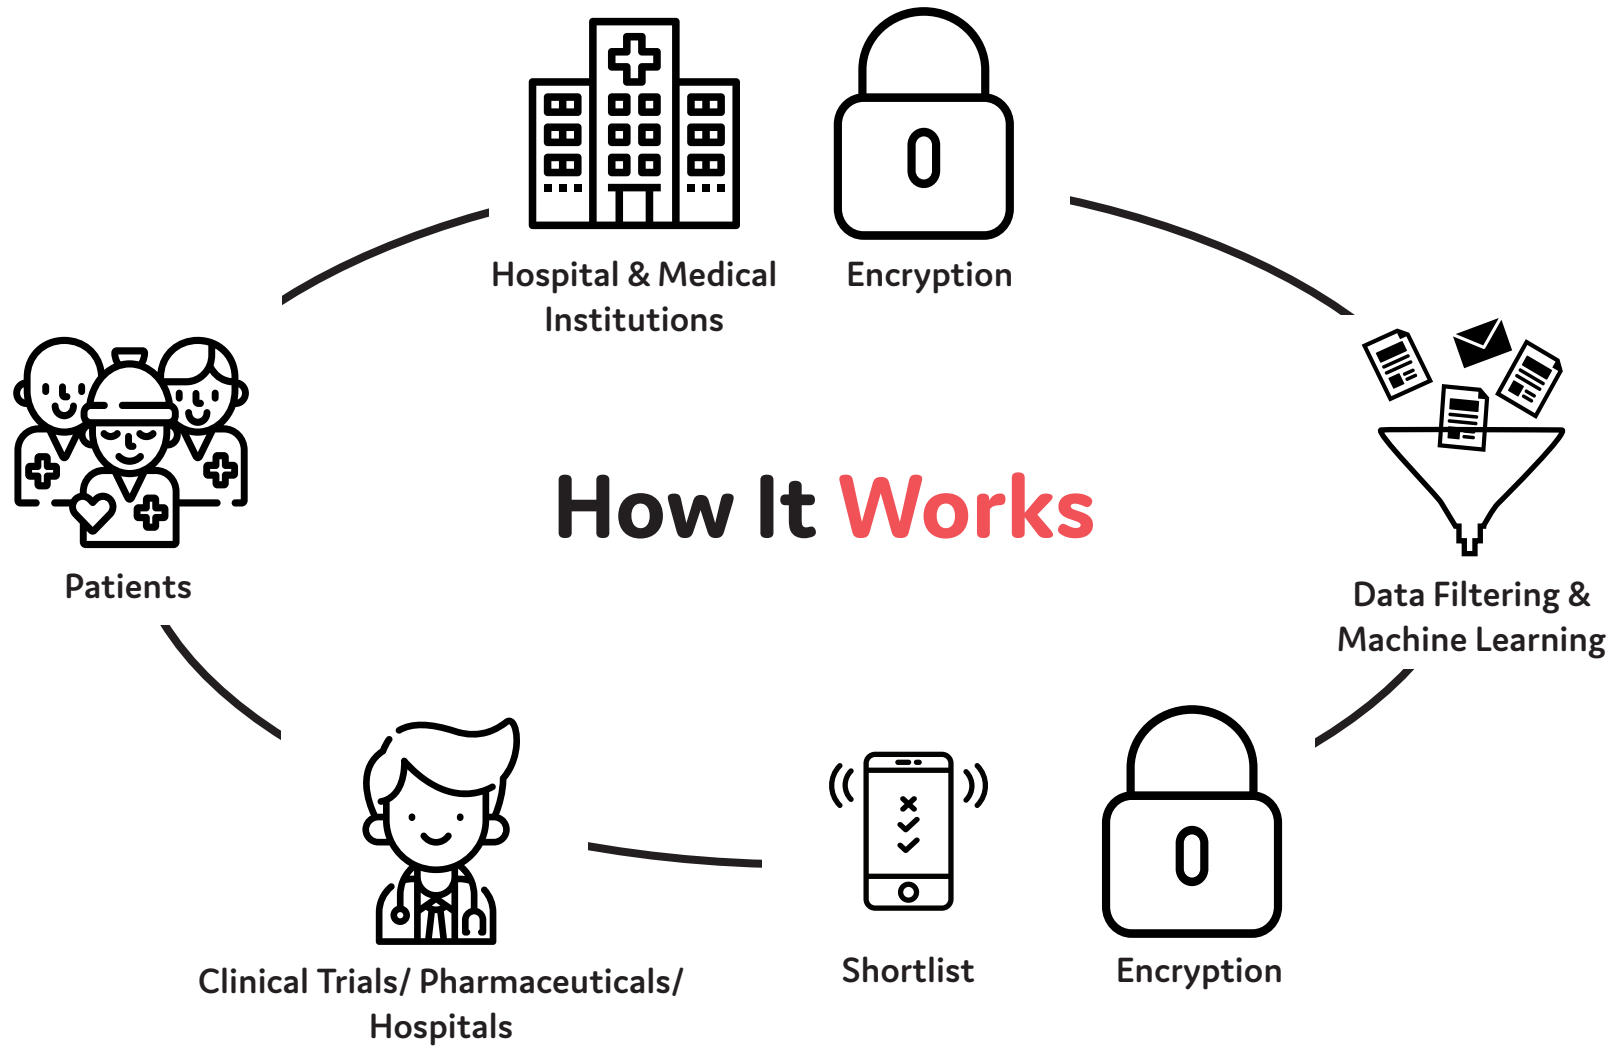 Hospital & Medical
Institutions
Encryption
Patients
How It Works
Data Filtering &
Machine Learning
Clinical Trials/ Pharmaceuticals/
Hospitals
Shortlist
Encryption